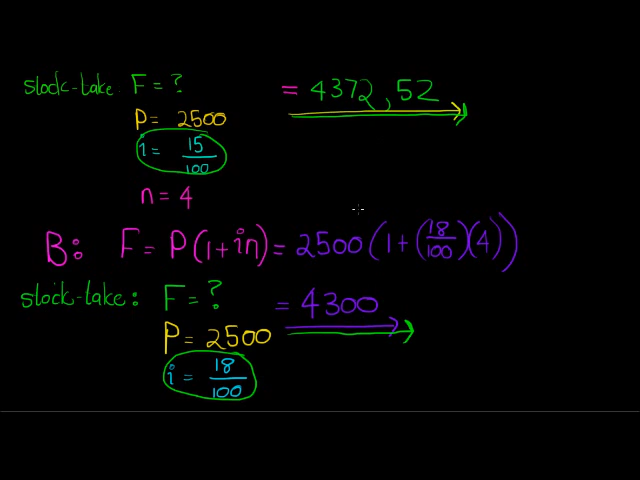 stock-take: F = ? = 4372,52
P = 2500
i = 15/100
n = 4
B: F = P(1+in) = 2500(1+(18/100)(4))
stock-take: F = ? = 4300
P = 2500
i = 18/100